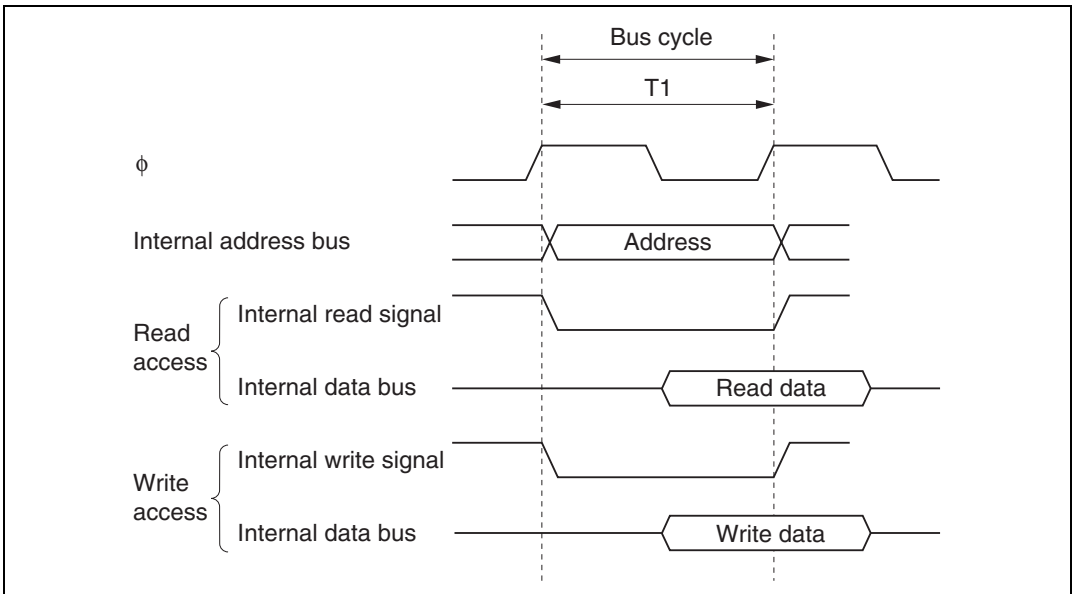 Bus cycle
T1
ϕ
Internal address bus
Address
Read
access
Internal read signal
Internal data bus
Read data
Write
access
Internal write signal
Internal data bus
Write data